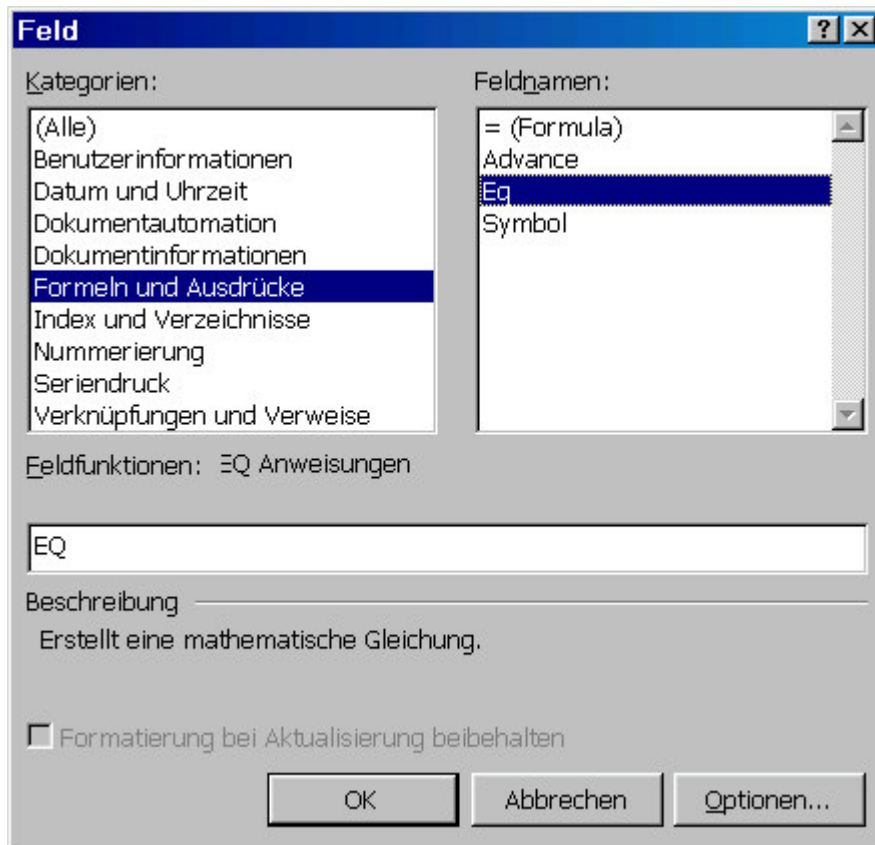 Feld
Kategorien:
Feldnamen:
(Alle)
Benutzerinformationen
Datum und Uhrzeit
Dokumentautomation
Dokumentinformationen
Formeln und Ausdrücke
Index und Verzeichnisse
Nummerierung
Seriendruck
Verknüpfungen und Verweise
= (Formula)
Advance
Eq
Symbol
Feldfunktionen: EQ Anweisungen
EQ
Beschreibung
Erstellt eine mathematische Gleichung.
Formatierung bei Aktualisierung beibehalten
OK
Abbrechen
Optionen...